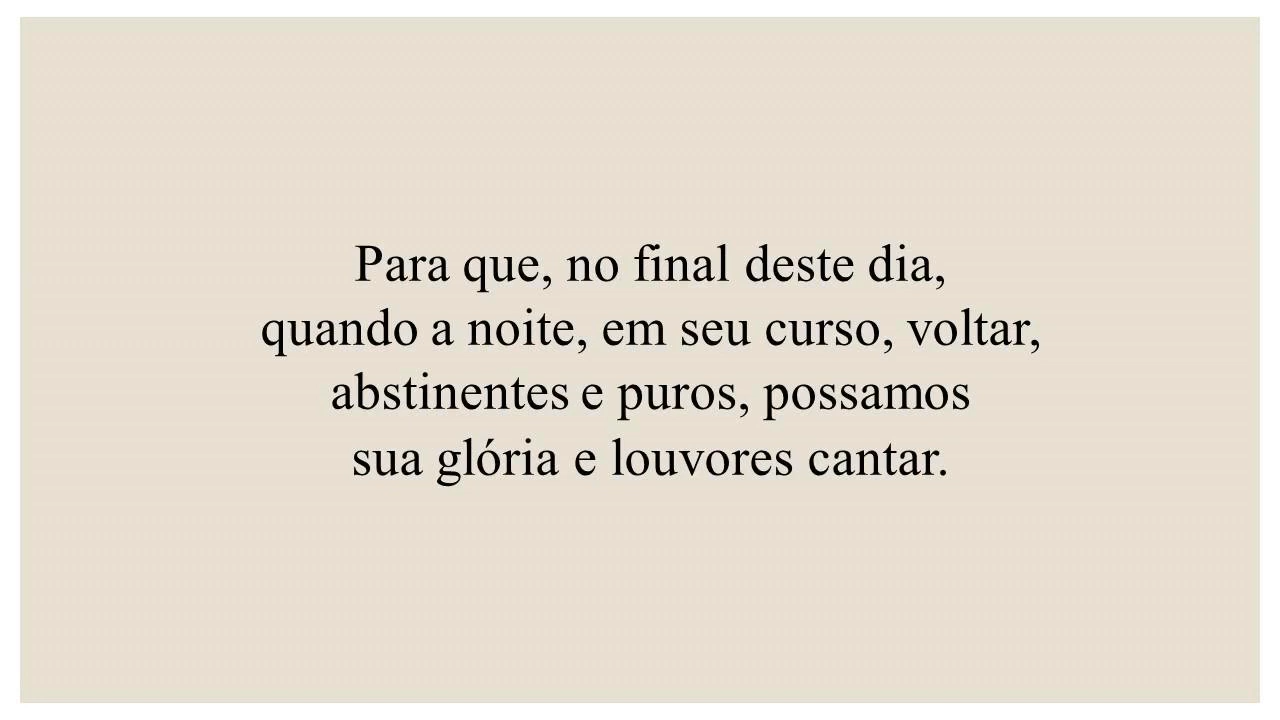 Para que, no final deste dia,
quando a noite, em seu curso, voltar,
abstinentes e puros, possamos
sua glória e louvores cantar.